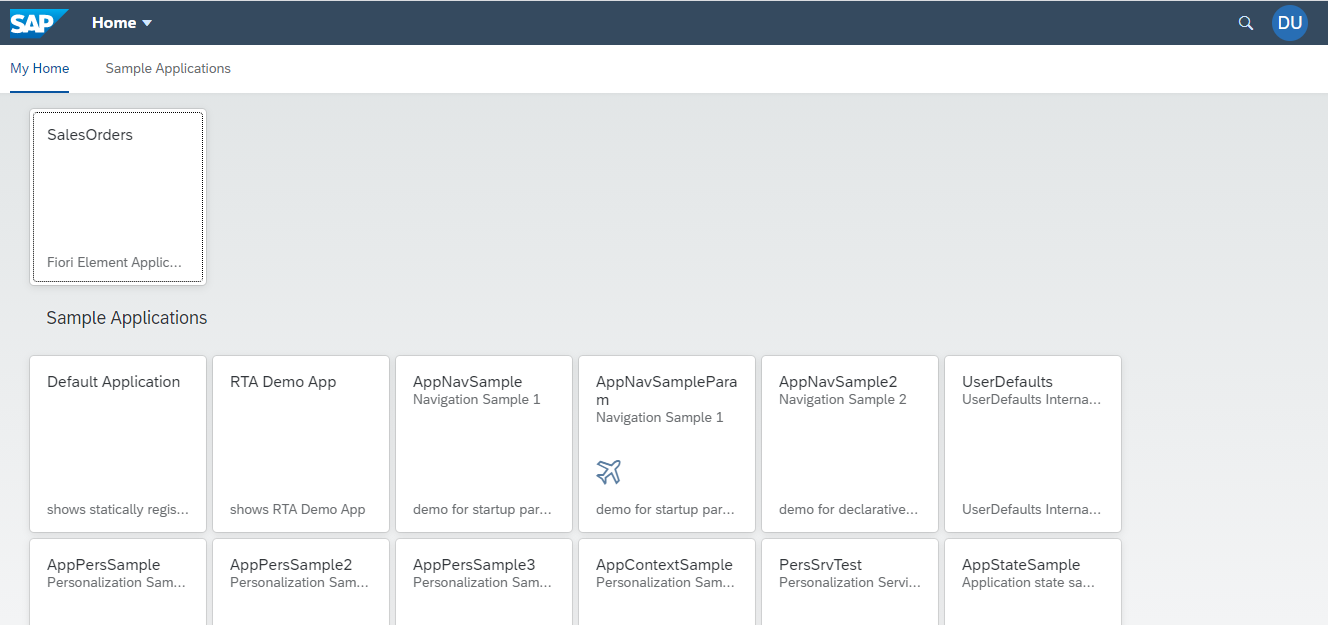 SAP Home DU
My Home Sample Applications
SalesOrders
Fiori Element Applic...
Sample Applications
Default Application
shows statically regis...
RTA Demo App
shows RTA Demo App
AppNavSample
Navigation Sample 1
demo for startup par...
AppNavSamplePara
m
Navigation Sample 1
demo for startup par...
AppNavSample2
Navigation Sample 2
demo for declarative...
UserDefaults
UserDefaults Interna...
UserDefaults Interna...
AppPersSample
Personalization Sam...
AppPersSample2
Personalization Sam...
AppPersSample3
Personalization Sam...
AppContextSample
Personalization Sam...
PersSrvTest
Personalization Servi...
AppStateSample
Application state sa...